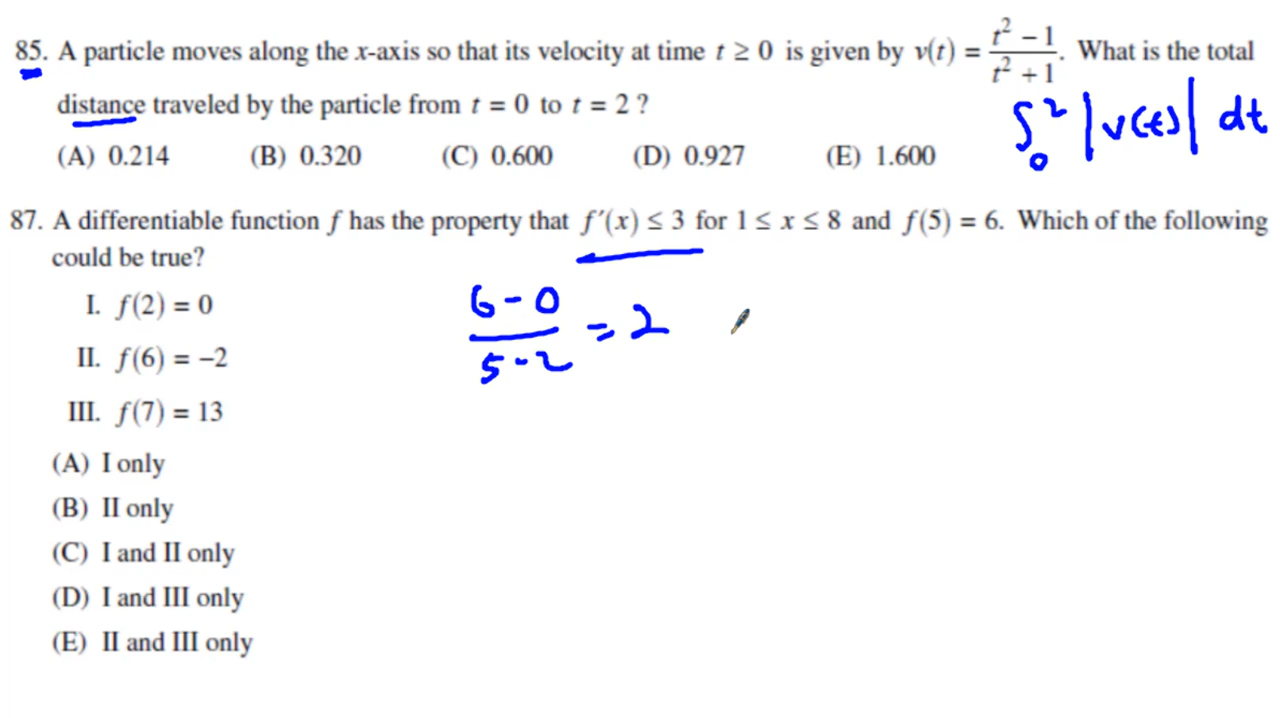 85. A particle moves along the x-axis so that its velocity at time t ≥ 0 is given by v(t) = (t² − 1)/(t² + 1). What is the total
distance traveled by the particle from t = 0 to t = 2 ?
∫₀² |v(t)| dt
(A) 0.214 (B) 0.320 (C) 0.600 (D) 0.927 (E) 1.600
87. A differentiable function f has the property that f′(x) ≤ 3 for 1 ≤ x ≤ 8 and f(5) = 6. Which of the following
could be true?
I. f(2) = 0
(6 - 0)/(5 - 2) = 2
II. f(6) = −2
III. f(7) = 13
(A) I only
(B) II only
(C) I and II only
(D) I and III only
(E) II and III only